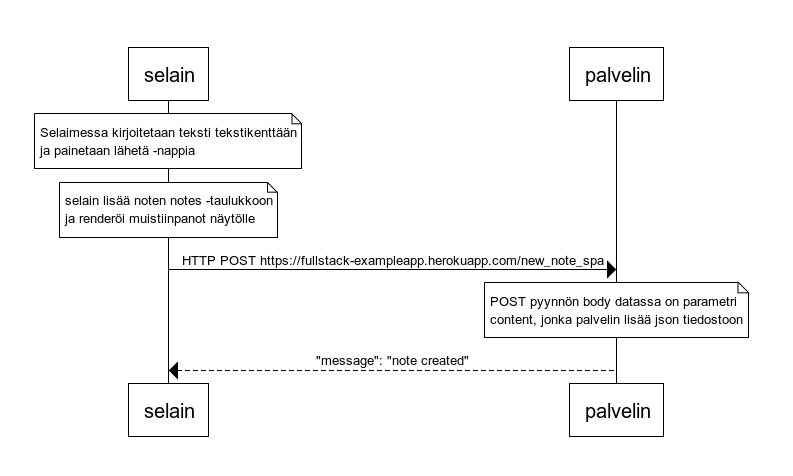 selain
palvelin
Selaimessa kirjoitetaan teksti tekstikenttään
ja painetaan lähetä -nappia
selain lisää noten notes -taulukkoon
ja renderöi muistiinpanot näytölle
HTTP POST https://fullstack-exampleapp.herokuapp.com/new_note_spa
POST pyynnön body datassa on parametri
content, jonka palvelin lisää json tiedostoon
"message": "note created"
selain
palvelin